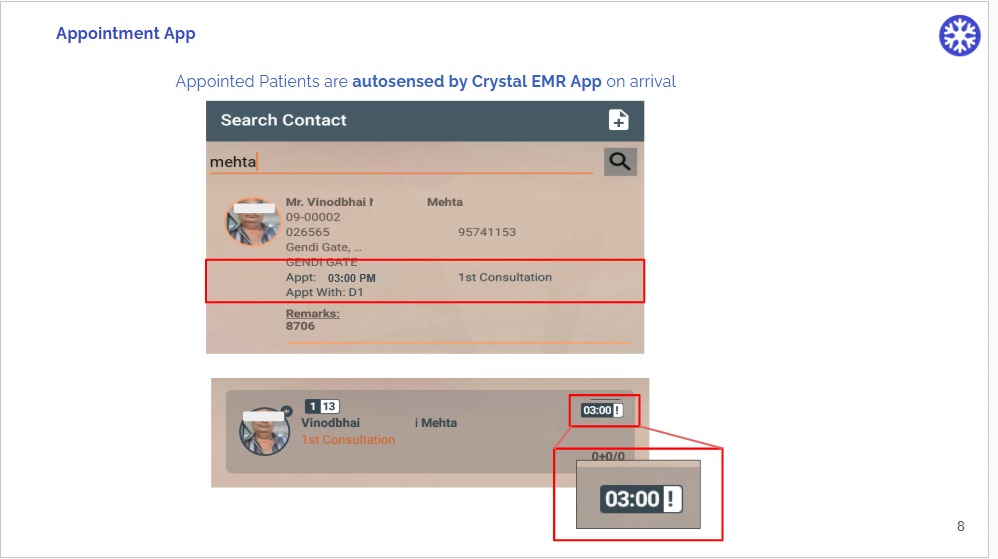 Appointment App
Appointed Patients are autosensed by Crystal EMR App on arrival
Search Contact
mehta
Mr. Vinodbhai Mehta
09-00002
026565 95741153
Gendi Gate, ...
GENDI GATE
Appt: 03:00 PM 1st Consultation
Appt With: D1
Remarks:
8706
1 13
03:00 !
Vinodbhai i Mehta
1st Consultation
0+0/0
03:00 !
8